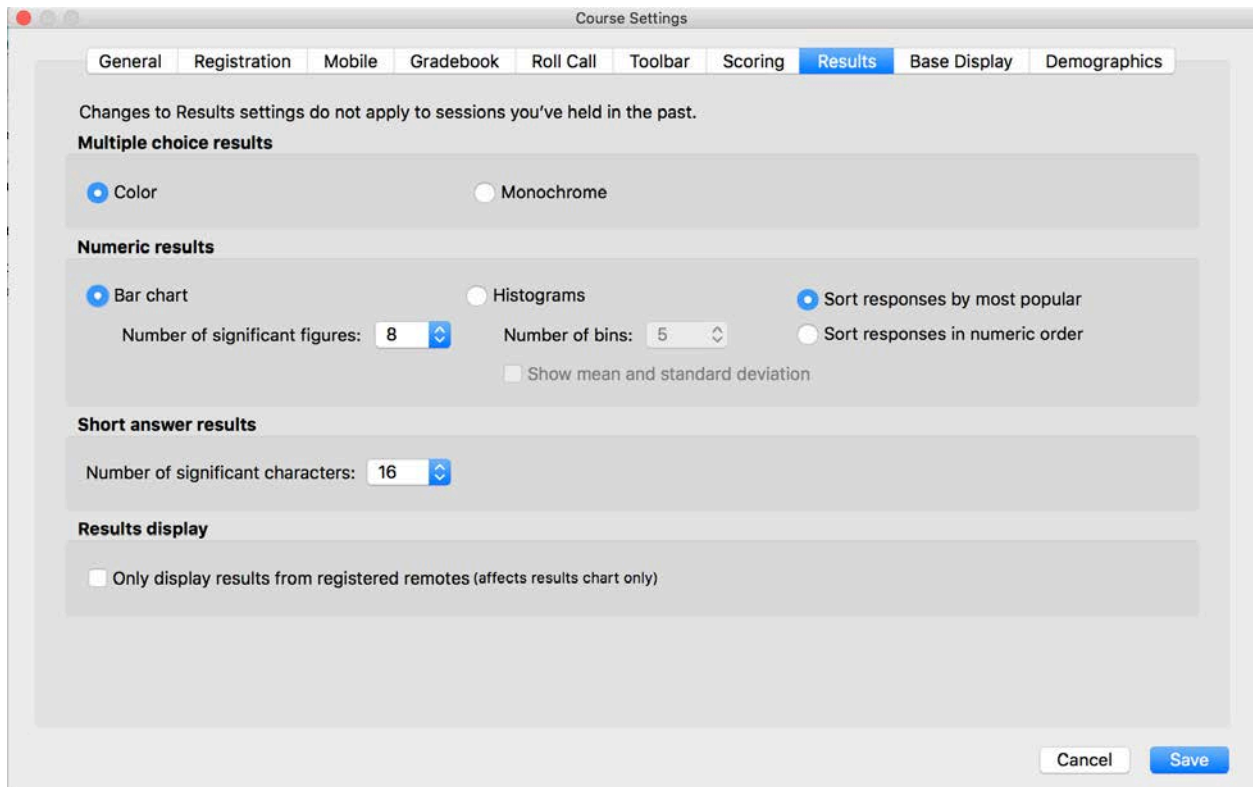 Course Settings
General Registration Mobile Gradebook Roll Call Toolbar Scoring Results Base Display Demographics
Changes to Results settings do not apply to sessions you've held in the past.
Multiple choice results
Color Monochrome
Numeric results
Bar chart Histograms Sort responses by most popular
Number of significant figures: 8 Number of bins: 5 Sort responses in numeric order
Show mean and standard deviation
Short answer results
Number of significant characters: 16
Results display
Only display results from registered remotes (affects results chart only)
Cancel Save